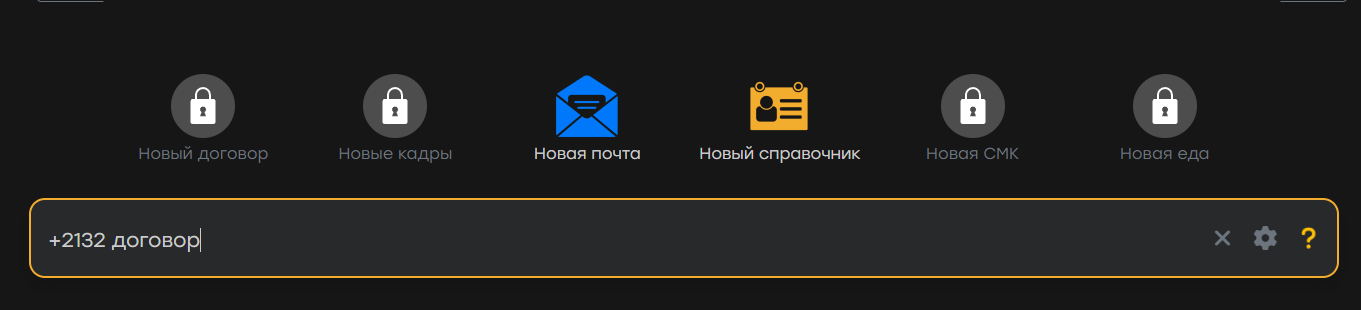 Новый договор
Новые кадры
Новая почта
Новый справочник
Новая СМК
Новая еда
+2132 договор
?